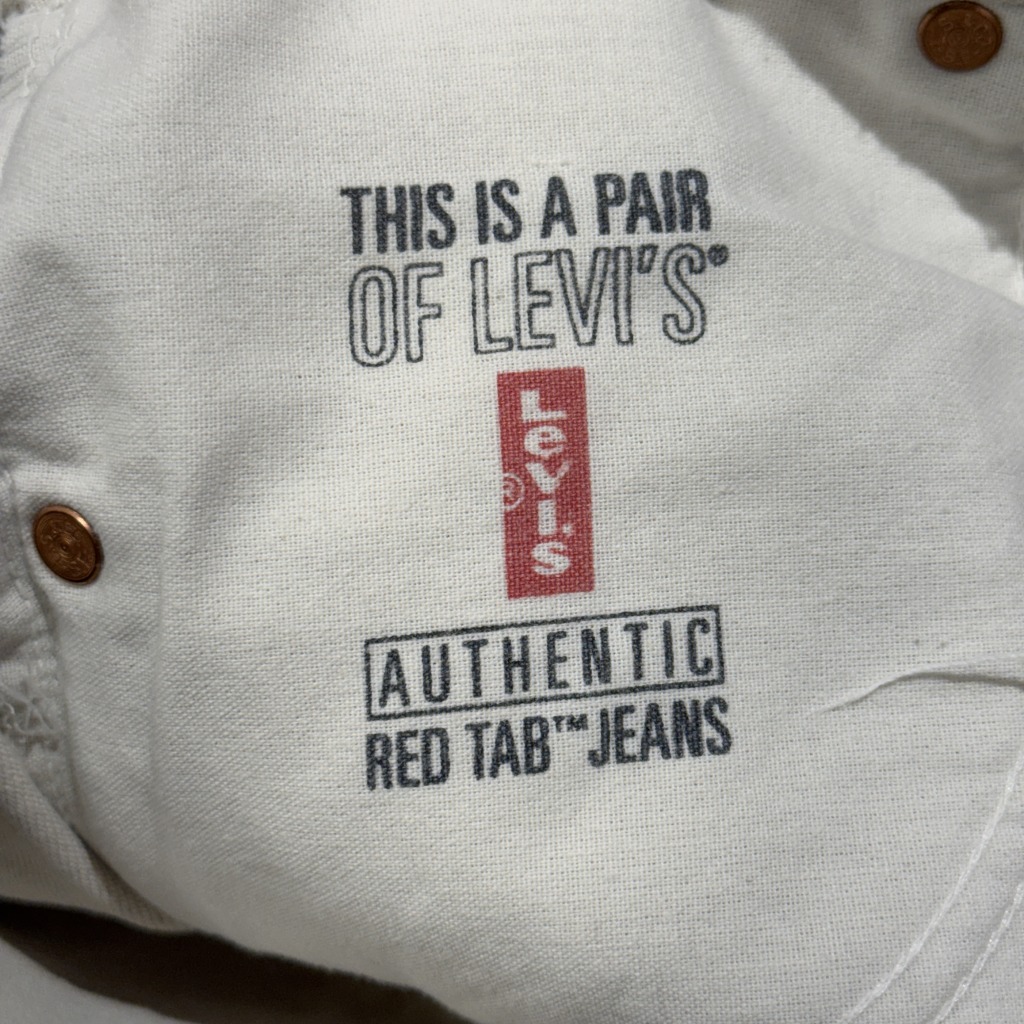 THIS IS A PAIR
OF LEVI'S®
Levi's
®
AUTHENTIC
RED TAB™ JEANS